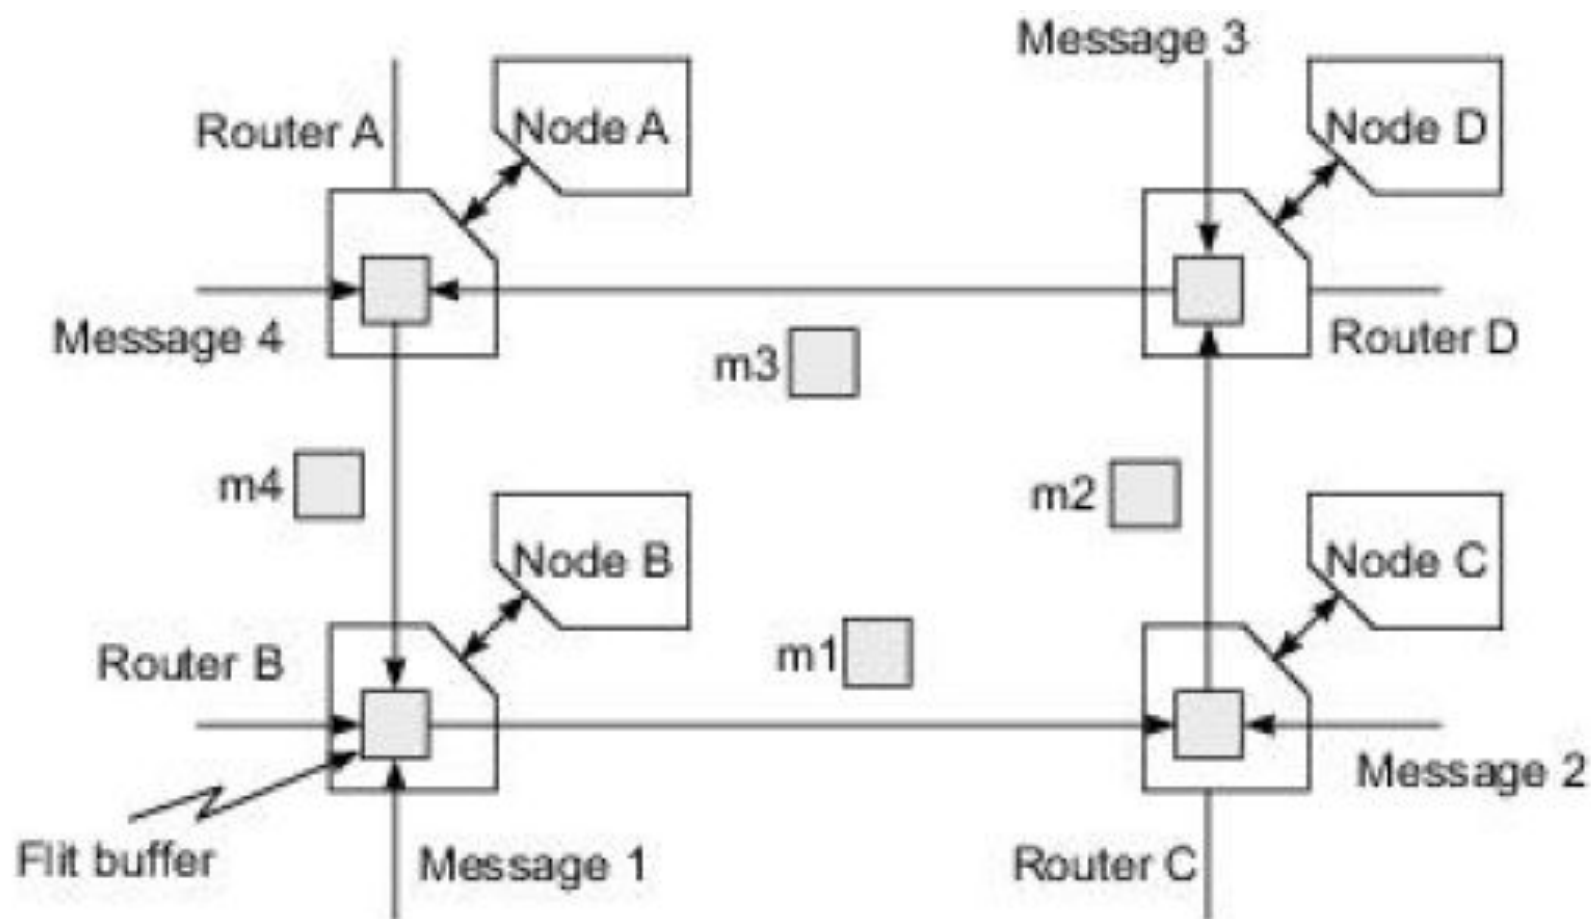 Message 3
Router A
Node A
Node D
Message 4
Router D
m3
m4
m2
Node B
Node C
Router B
m1
Message 2
Flit buffer
Message 1
Router C